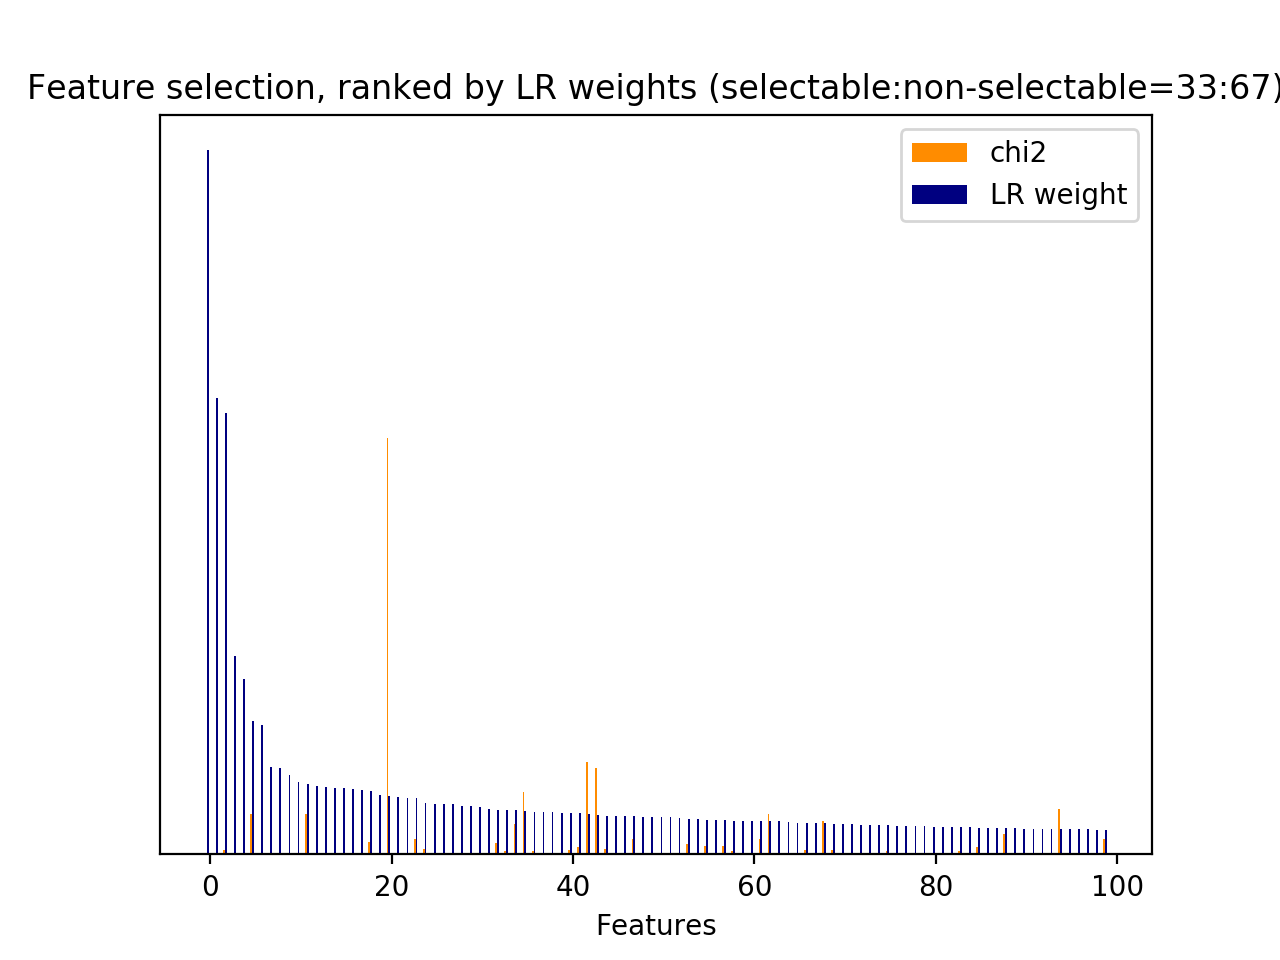 Feature selection, ranked by LR weights (selectable:non-selectable=33:67)
chi2
LR weight
0 20 40 60 80 100
Features